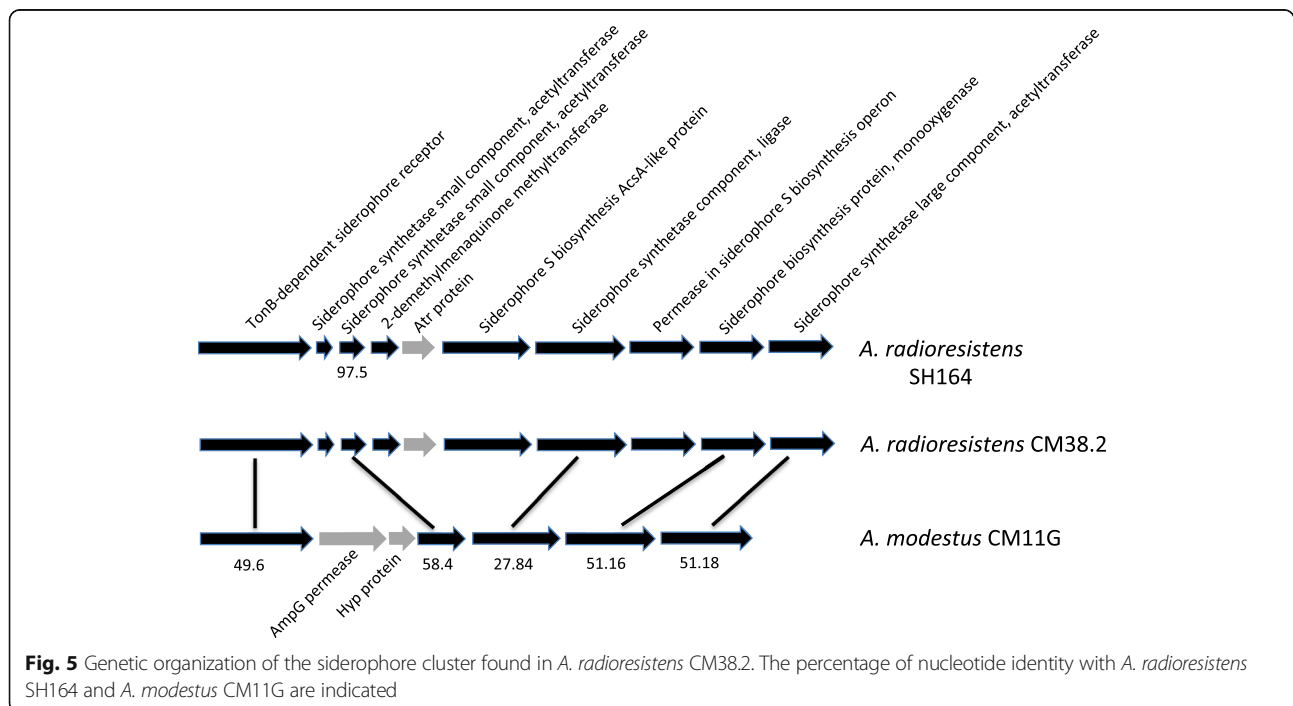 TonB-dependent siderophore receptor
Siderophore synthetase small component, acetyltransferase
Siderophore synthetase small component, acetyltransferase
2-demethylmenaquinone methyltransferase
Atr protein
Siderophore S biosynthesis AcsA-like protein
Siderophore synthetase component, ligase
Permease in siderophore S biosynthesis operon
Siderophore biosynthesis protein, monooxygenase
Siderophore synthetase large component, acetyltransferase
A. radioresistens
SH164
97.5
A. radioresistens CM38.2
A. modestus CM11G
49.6
58.4
27.84
51.16
51.18
AmpG permease
Hyp protein
Fig. 5 Genetic organization of the siderophore cluster found in A. radioresistens CM38.2. The percentage of nucleotide identity with A. radioresistens
SH164 and A. modestus CM11G are indicated